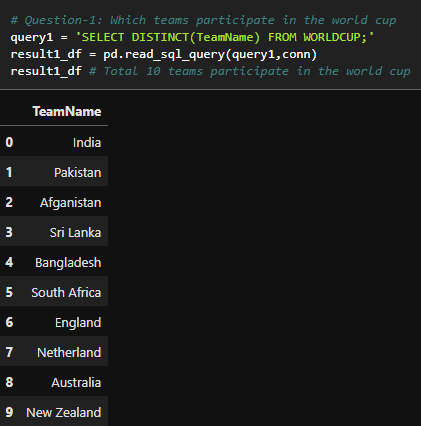 # Question-1: Which teams participate in the world cup
query1 = 'SELECT DISTINCT(TeamName) FROM WORLDCUP;'
result1_df = pd.read_sql_query(query1,conn)
result1_df # Total 10 teams participate in the world cup
TeamName
0 India
1 Pakistan
2 Afganistan
3 Sri Lanka
4 Bangladesh
5 South Africa
6 England
7 Netherland
8 Australia
9 New Zealand